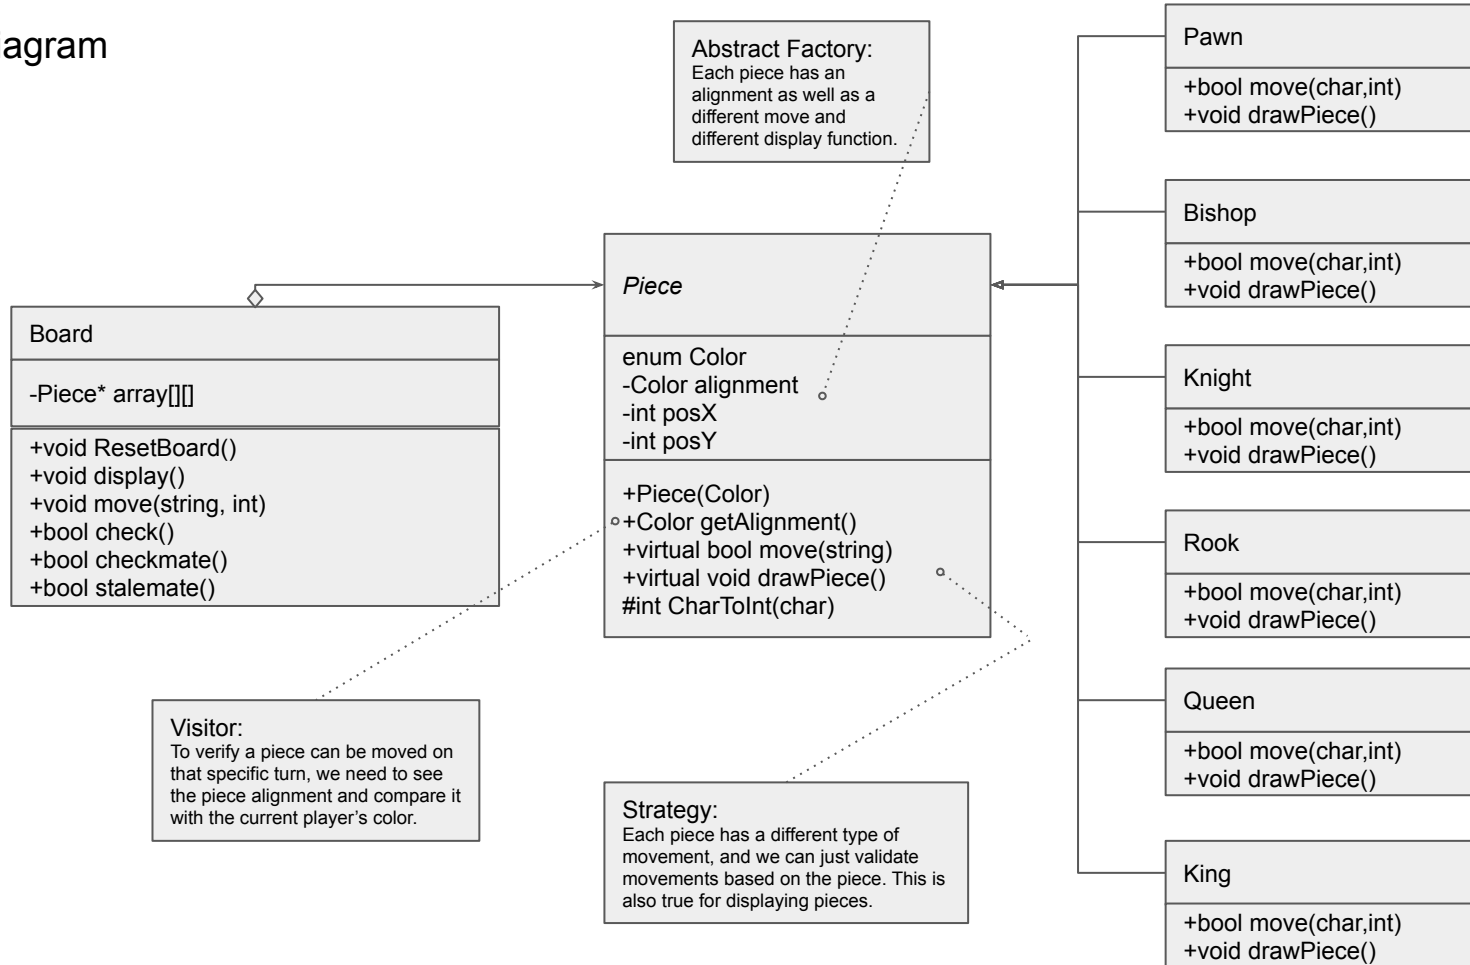 iagram
Abstract Factory:
Each piece has an
alignment as well as a
different move and
different display function.
Board
-Piece* array[][]
+void ResetBoard()
+void display()
+void move(string, int)
+bool check()
+bool checkmate()
+bool stalemate()
Piece
enum Color
-Color alignment
-int posX
-int posY
+Piece(Color)
+Color getAlignment()
+virtual bool move(string)
+virtual void drawPiece()
#int CharToInt(char)
Visitor:
To verify a piece can be moved on
that specific turn, we need to see
the piece alignment and compare it
with the current player’s color.
Strategy:
Each piece has a different type of
movement, and we can just validate
movements based on the piece. This is
also true for displaying pieces.
Pawn
+bool move(char,int)
+void drawPiece()
Bishop
+bool move(char,int)
+void drawPiece()
Knight
+bool move(char,int)
+void drawPiece()
Rook
+bool move(char,int)
+void drawPiece()
Queen
+bool move(char,int)
+void drawPiece()
King
+bool move(char,int)
+void drawPiece()